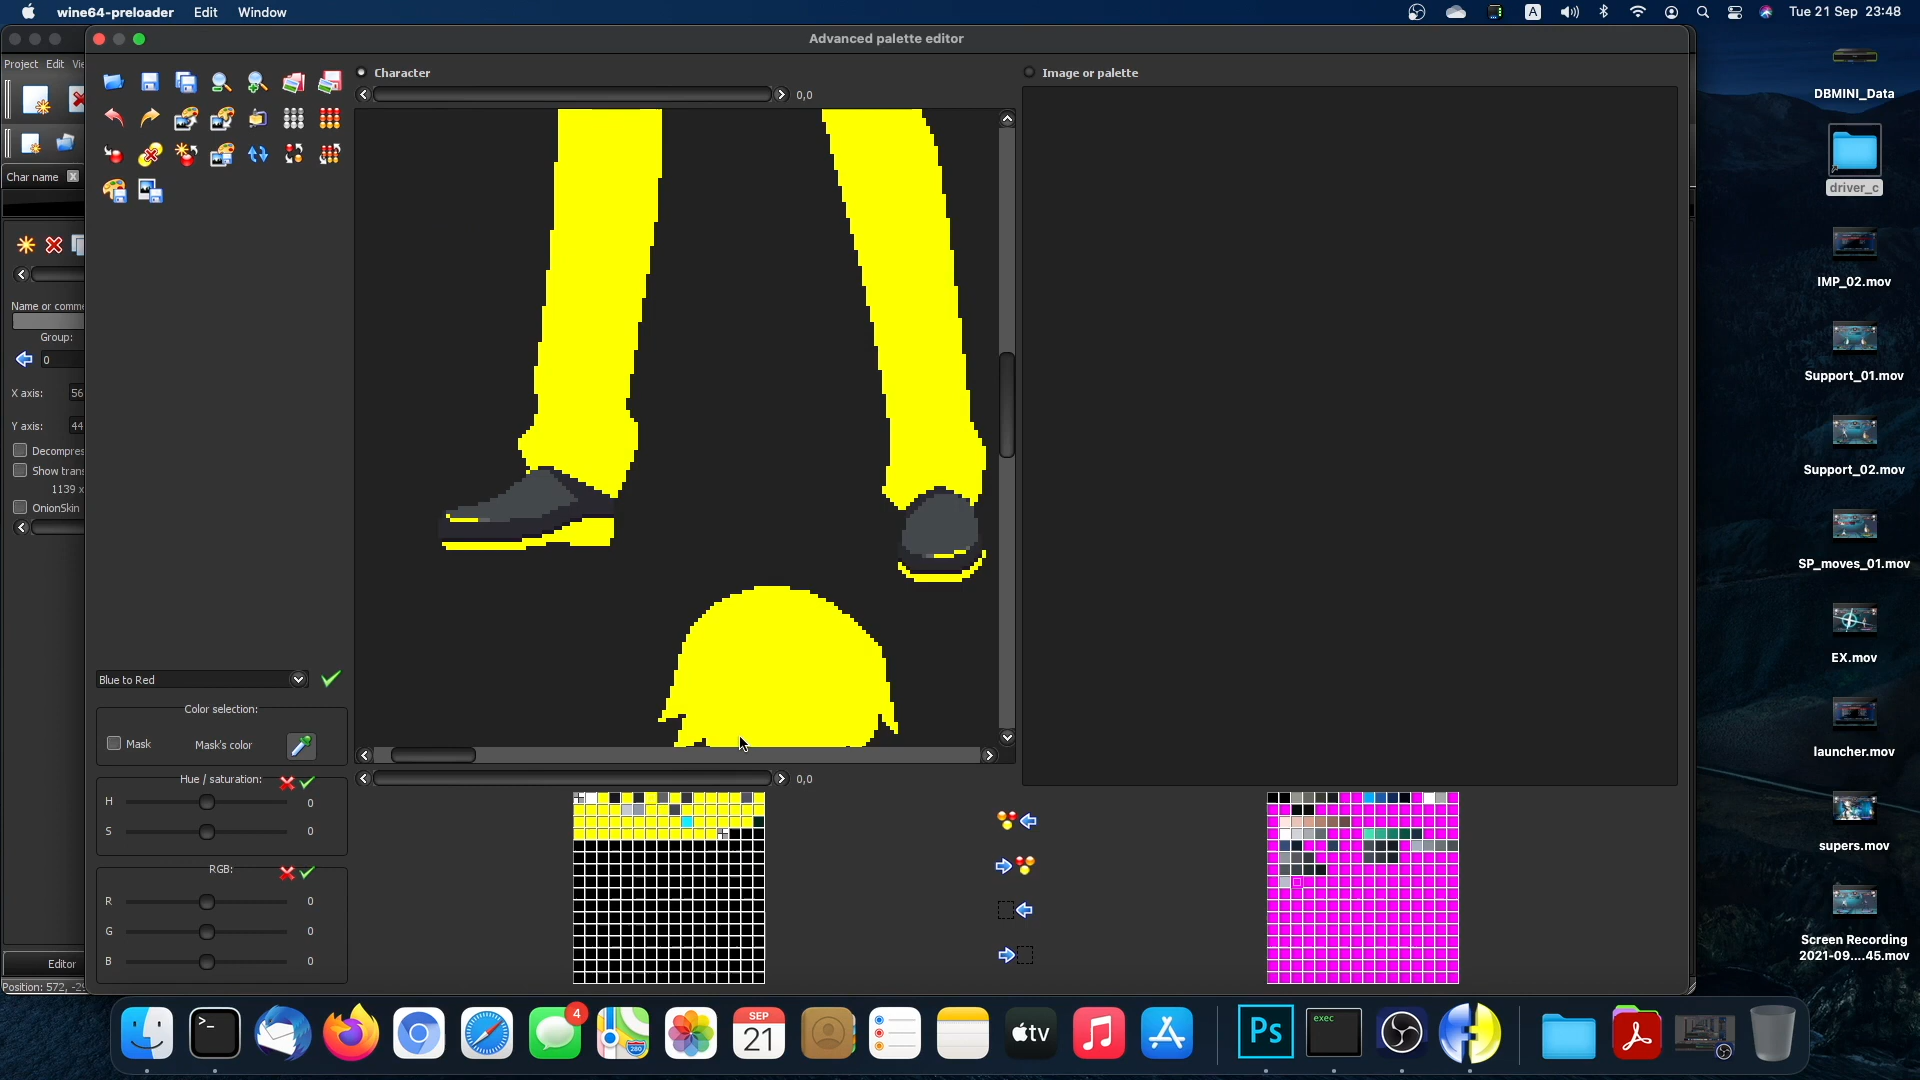 wine64-preloader Edit Window
A
Tue 21 Sep 23:48
Advanced palette editor
Project Edit
Char name
Name or comme
Group:
0
X axis: 56
Y axis: 44
Decompres
Show tran
1139 x
OnionSkin
Editor
Character
0,0
Image or palette
Blue to Red
Color selection:
Mask Mask's color
Hue / saturation:
H 0
S 0
RGB:
R 0
G 0
B 0
0,0
DBMINI_Data
driver_c
IMP_02.mov
Support_01.mov
Support_02.mov
SP_moves_01.mov
EX.mov
launcher.mov
supers.mov
Screen Recording
2021-09....45.mov
4
SEP
21
tv
Ps
exec
280